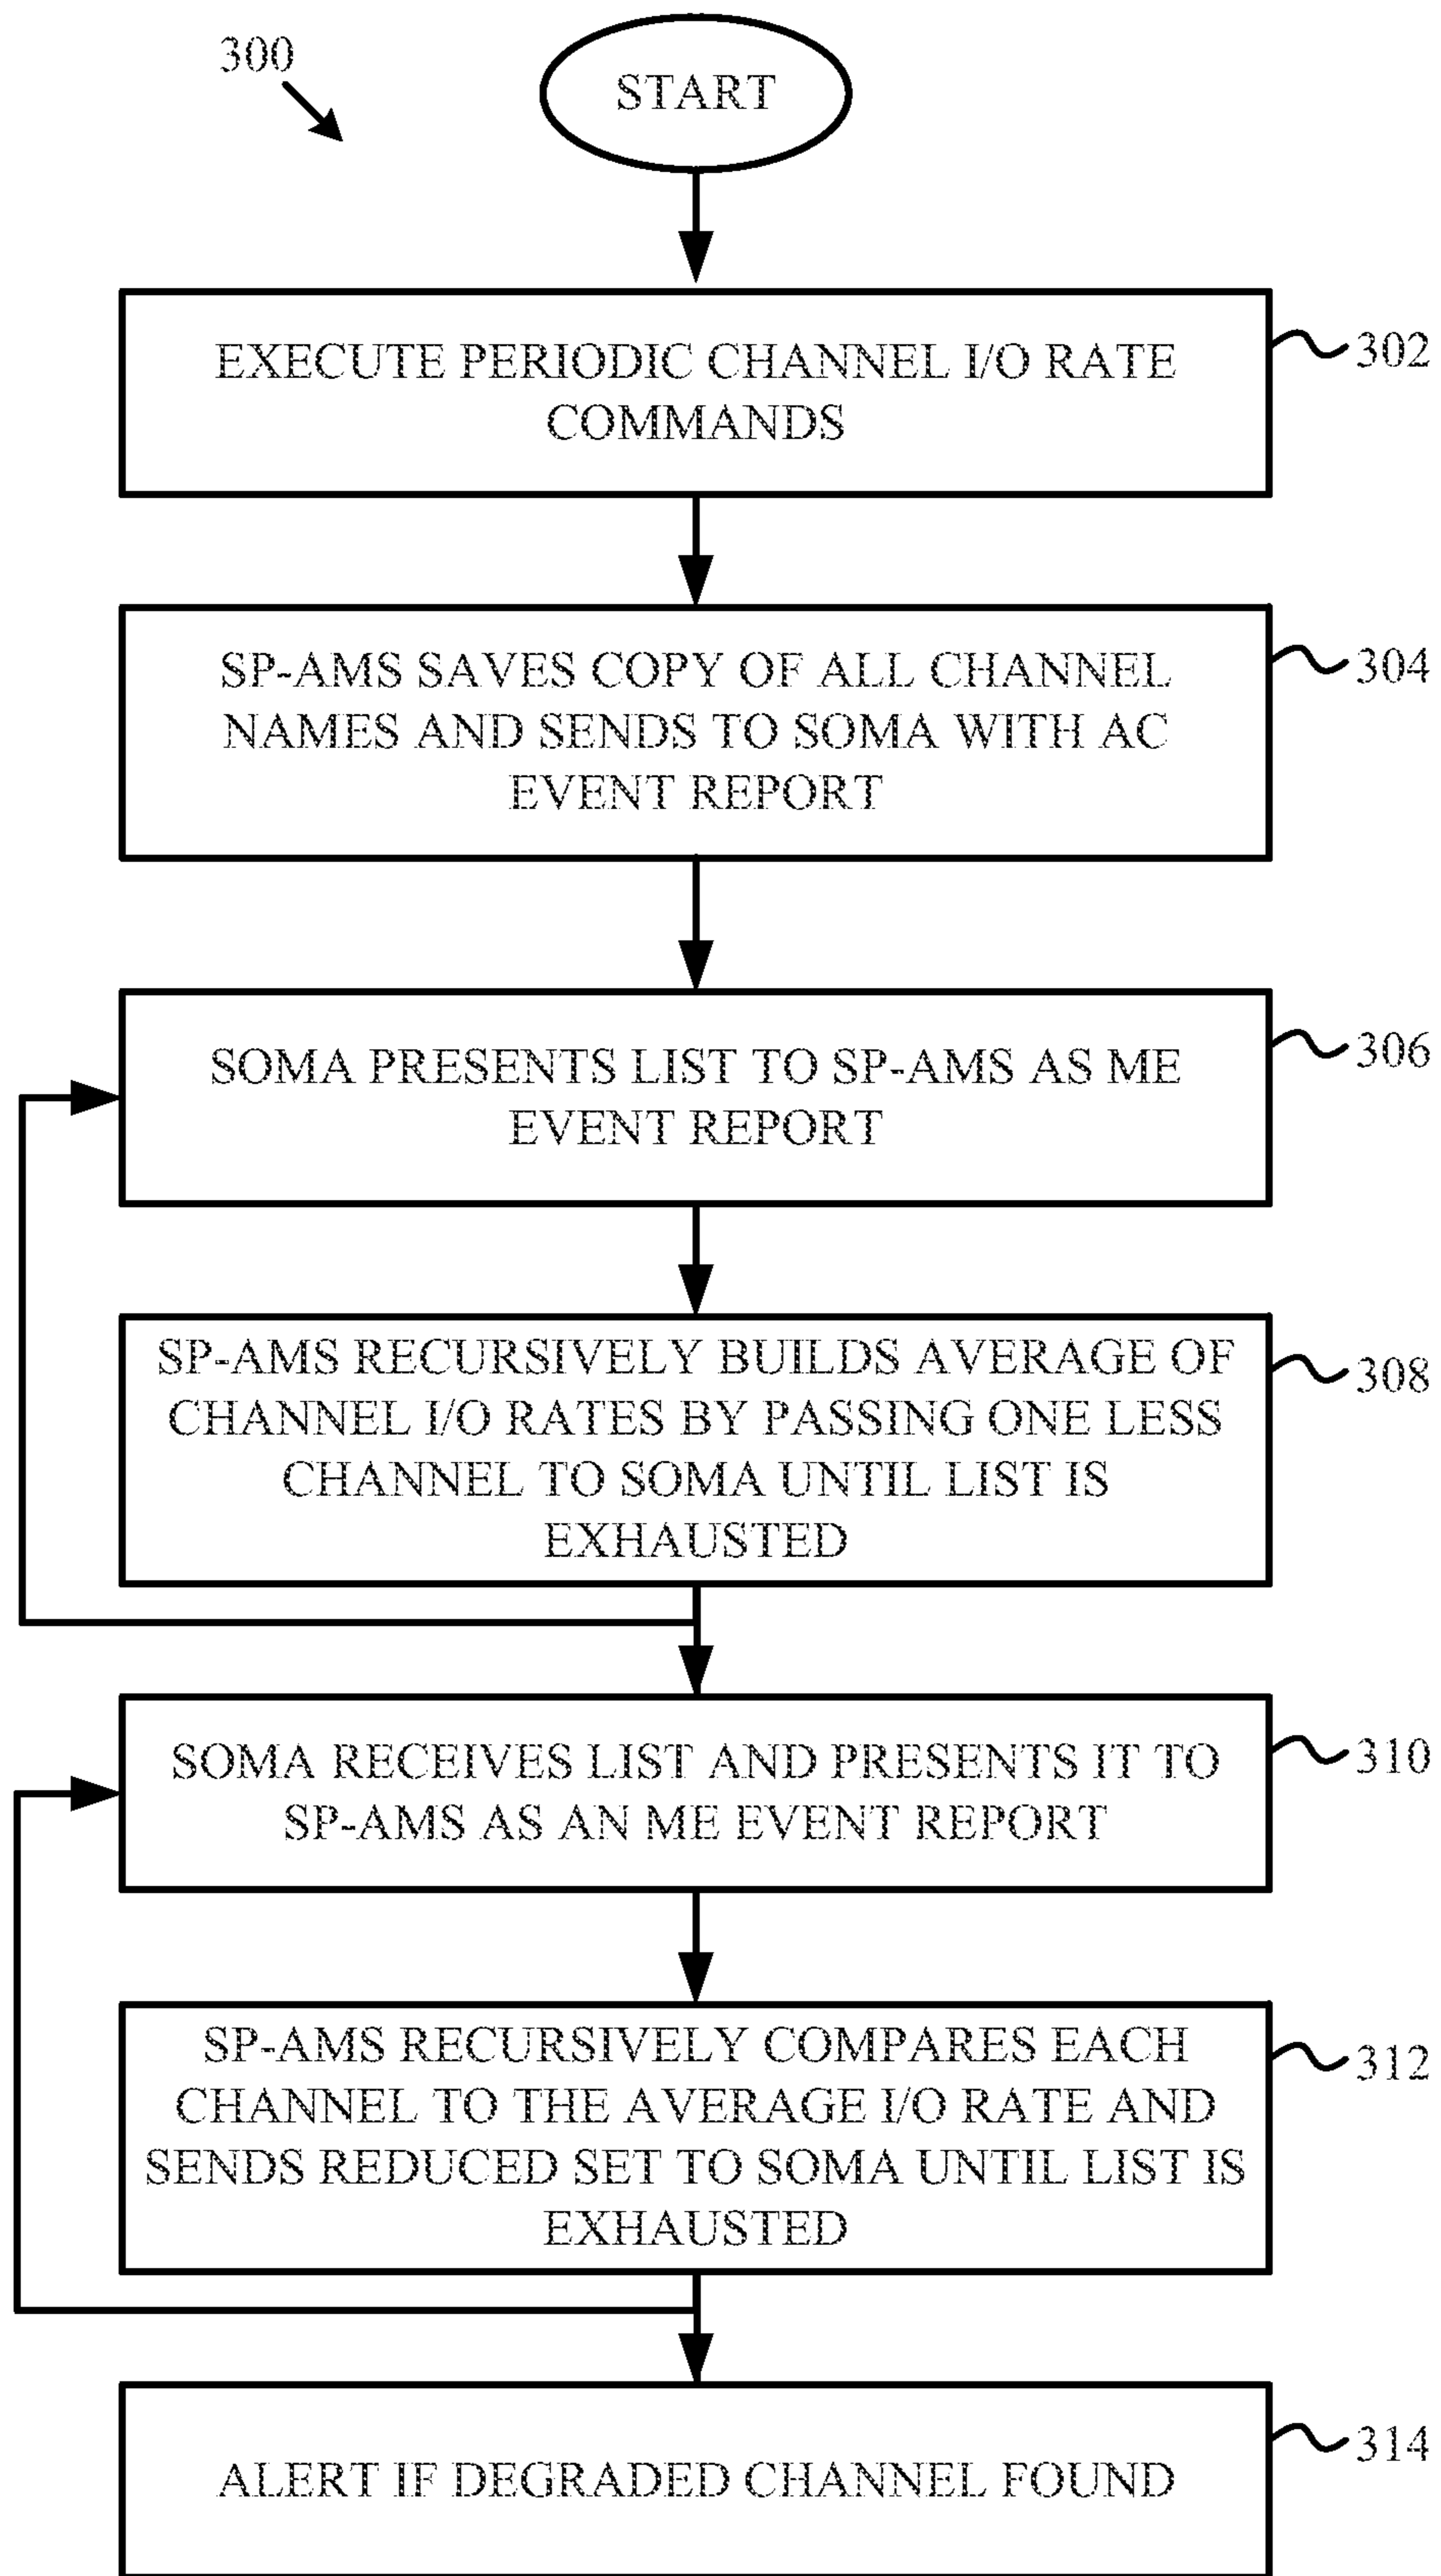 300
START
EXECUTE PERIODIC CHANNEL I/O RATE
COMMANDS
302
SP-AMS SAVES COPY OF ALL CHANNEL
NAMES AND SENDS TO SOMA WITH AC
EVENT REPORT
304
SOMA PRESENTS LIST TO SP-AMS AS ME
EVENT REPORT
306
SP-AMS RECURSIVELY BUILDS AVERAGE OF
CHANNEL I/O RATES BY PASSING ONE LESS
CHANNEL TO SOMA UNTIL LIST IS
EXHAUSTED
308
SOMA RECEIVES LIST AND PRESENTS IT TO
SP-AMS AS AN ME EVENT REPORT
310
SP-AMS RECURSIVELY COMPARES EACH
CHANNEL TO THE AVERAGE I/O RATE AND
SENDS REDUCED SET TO SOMA UNTIL LIST IS
EXHAUSTED
312
ALERT IF DEGRADED CHANNEL FOUND
314